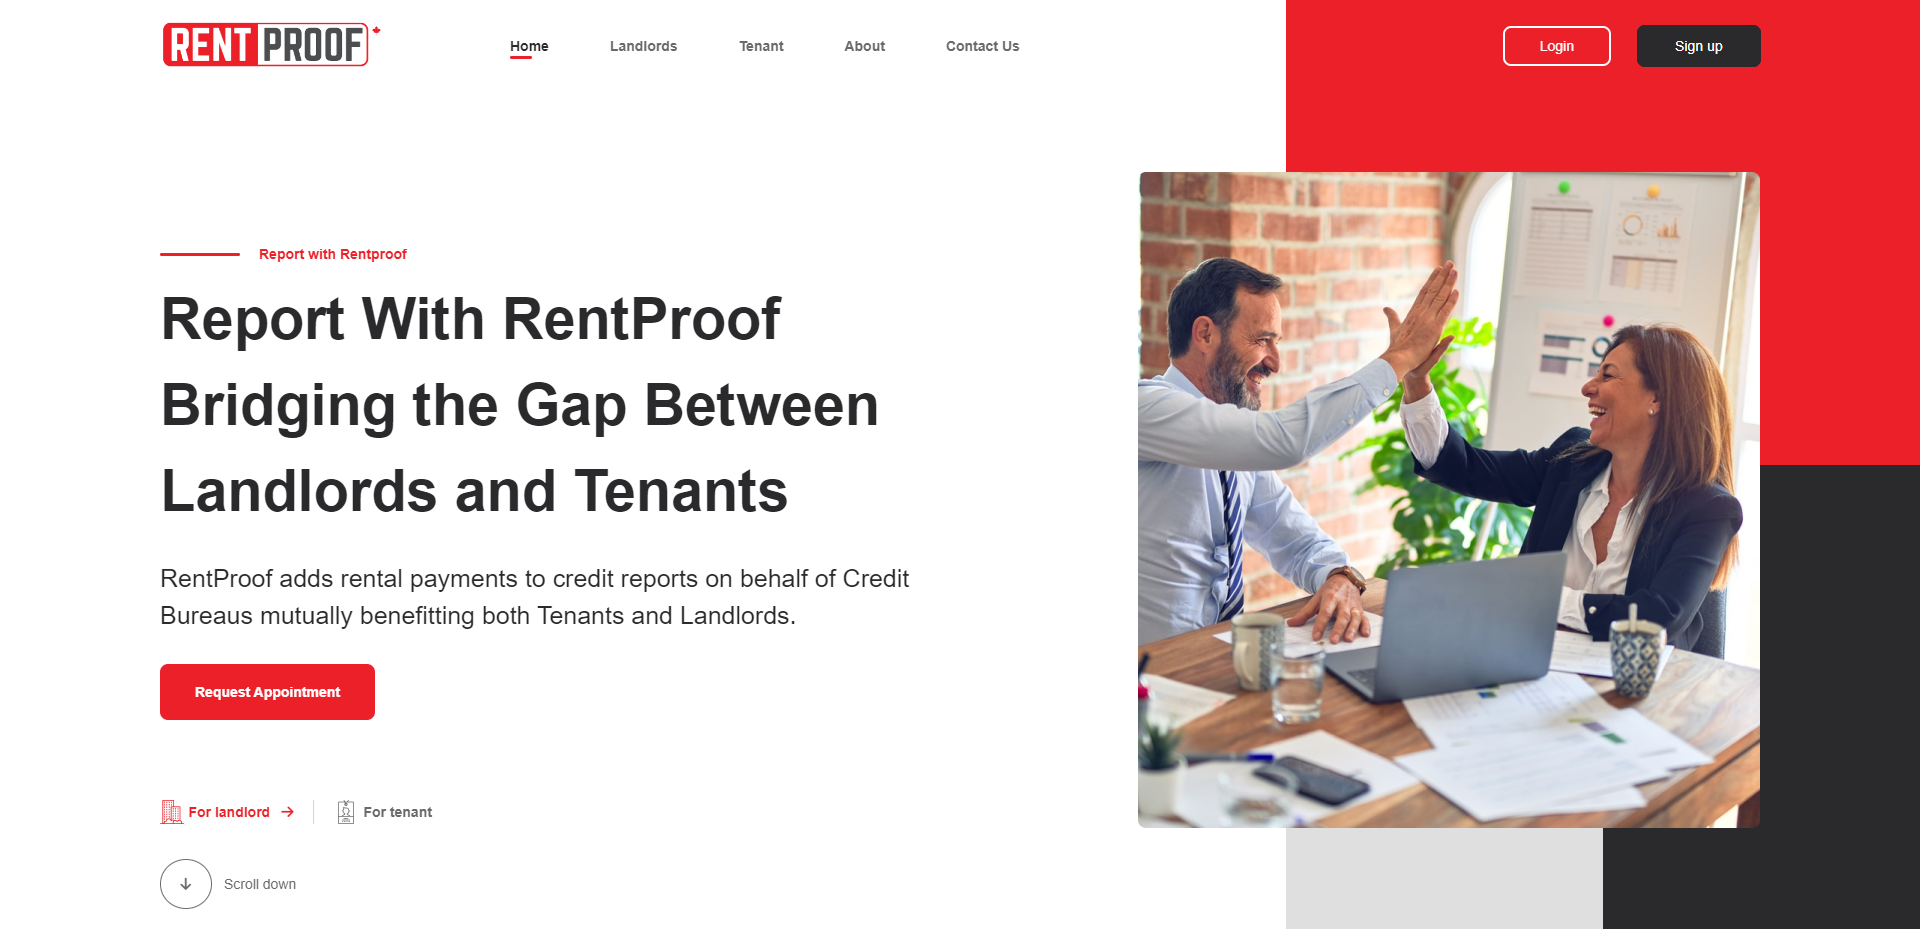 RENTPROOF
Home
Landlords
Tenant
About
Contact Us
Login
Sign up
Report with Rentproof
Report With RentProof
Bridging the Gap Between
Landlords and Tenants
RentProof adds rental payments to credit reports on behalf of Credit
Bureaus mutually benefitting both Tenants and Landlords.
Request Appointment
For landlord
For tenant
Scroll down